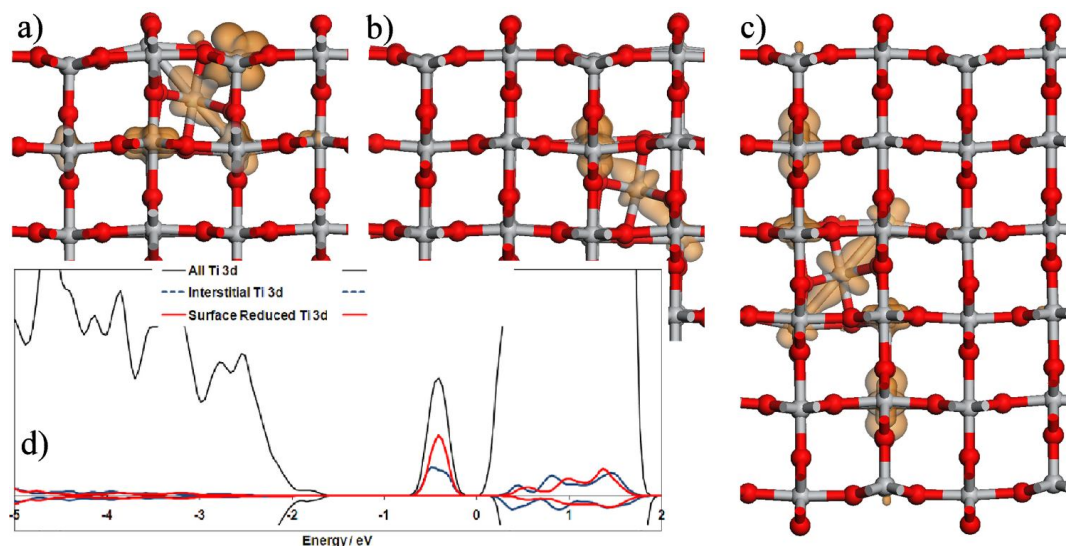 a)
b)
c)
All Ti 3d
Interstitial Ti 3d
Surface Reduced Ti 3d
d)
-5 -4 -3 -2 -1 0 1 2
Energy / eV